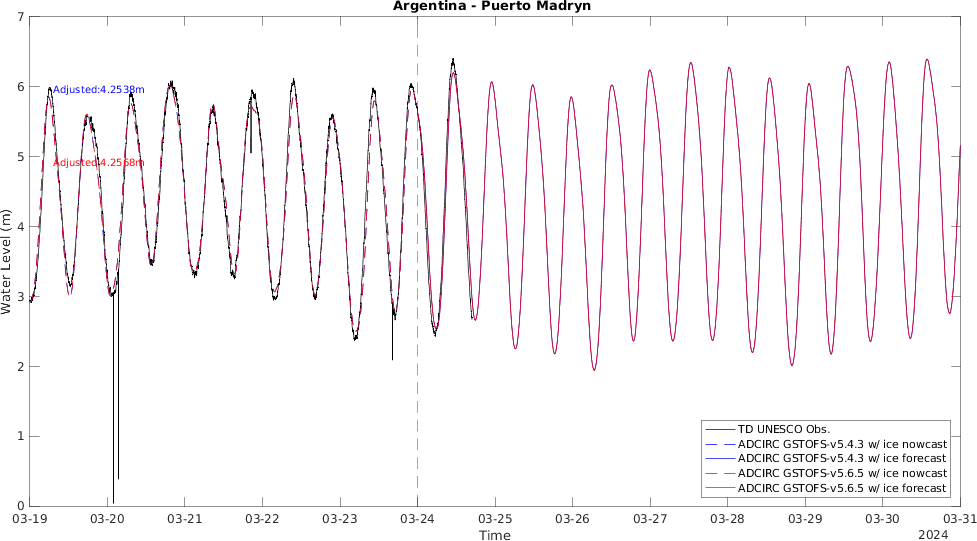 Argentina - Puerto Madryn
7
6
5
4
3
2
1
0
Water Level (m)
Adjusted:4.2538m
Adjusted:4.2568m
TD UNESCO Obs.
ADCIRC GSTOFS-v5.4.3 w/ ice nowcast
ADCIRC GSTOFS-v5.4.3 w/ ice forecast
ADCIRC GSTOFS-v5.6.5 w/ ice nowcast
ADCIRC GSTOFS-v5.6.5 w/ ice forecast
03-19 03-20 03-21 03-22 03-23 03-24 03-25 03-26 03-27 03-28 03-29 03-30 03-31
Time
2024